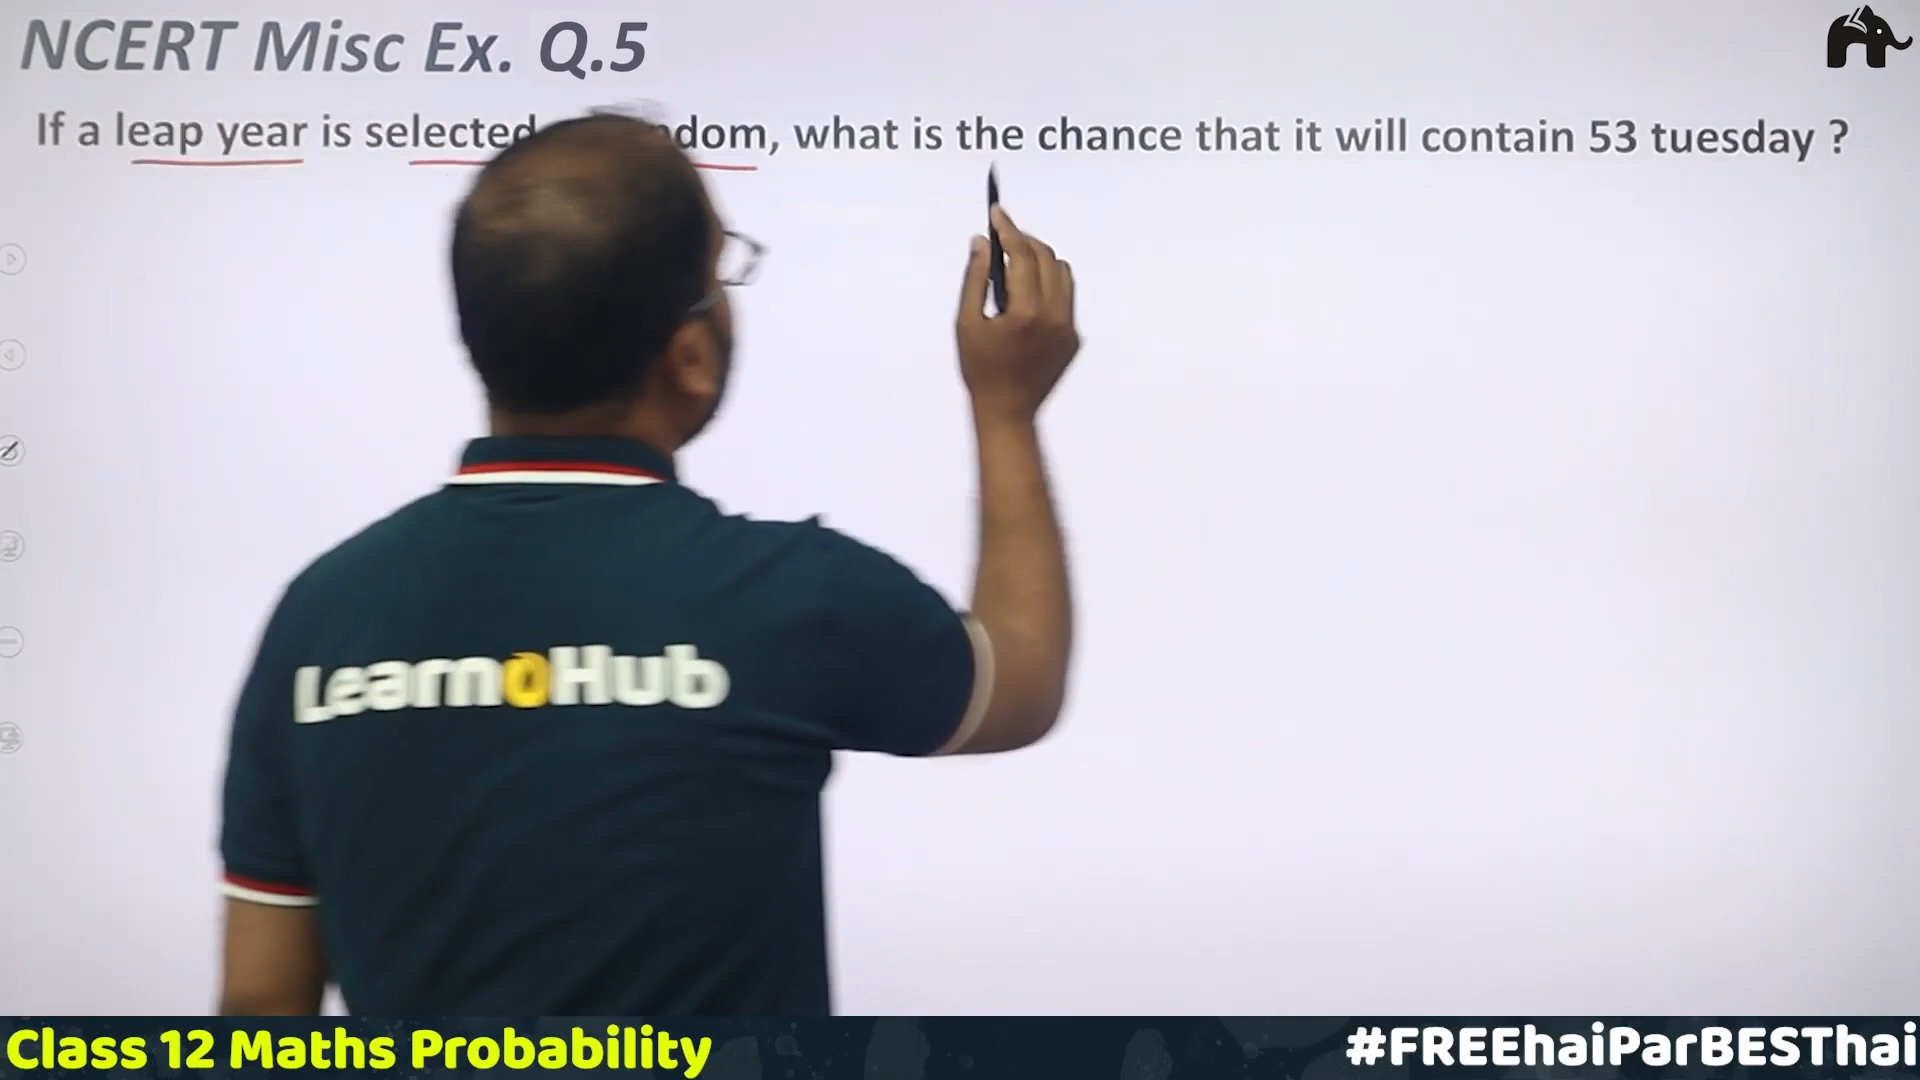 NCERT Misc Ex. Q.5
If a leap year is selected dom, what is the chance that it will contain 53 tuesday ?
LearnoHub
Class 12 Maths Probability
#FREEhaiParBESThai